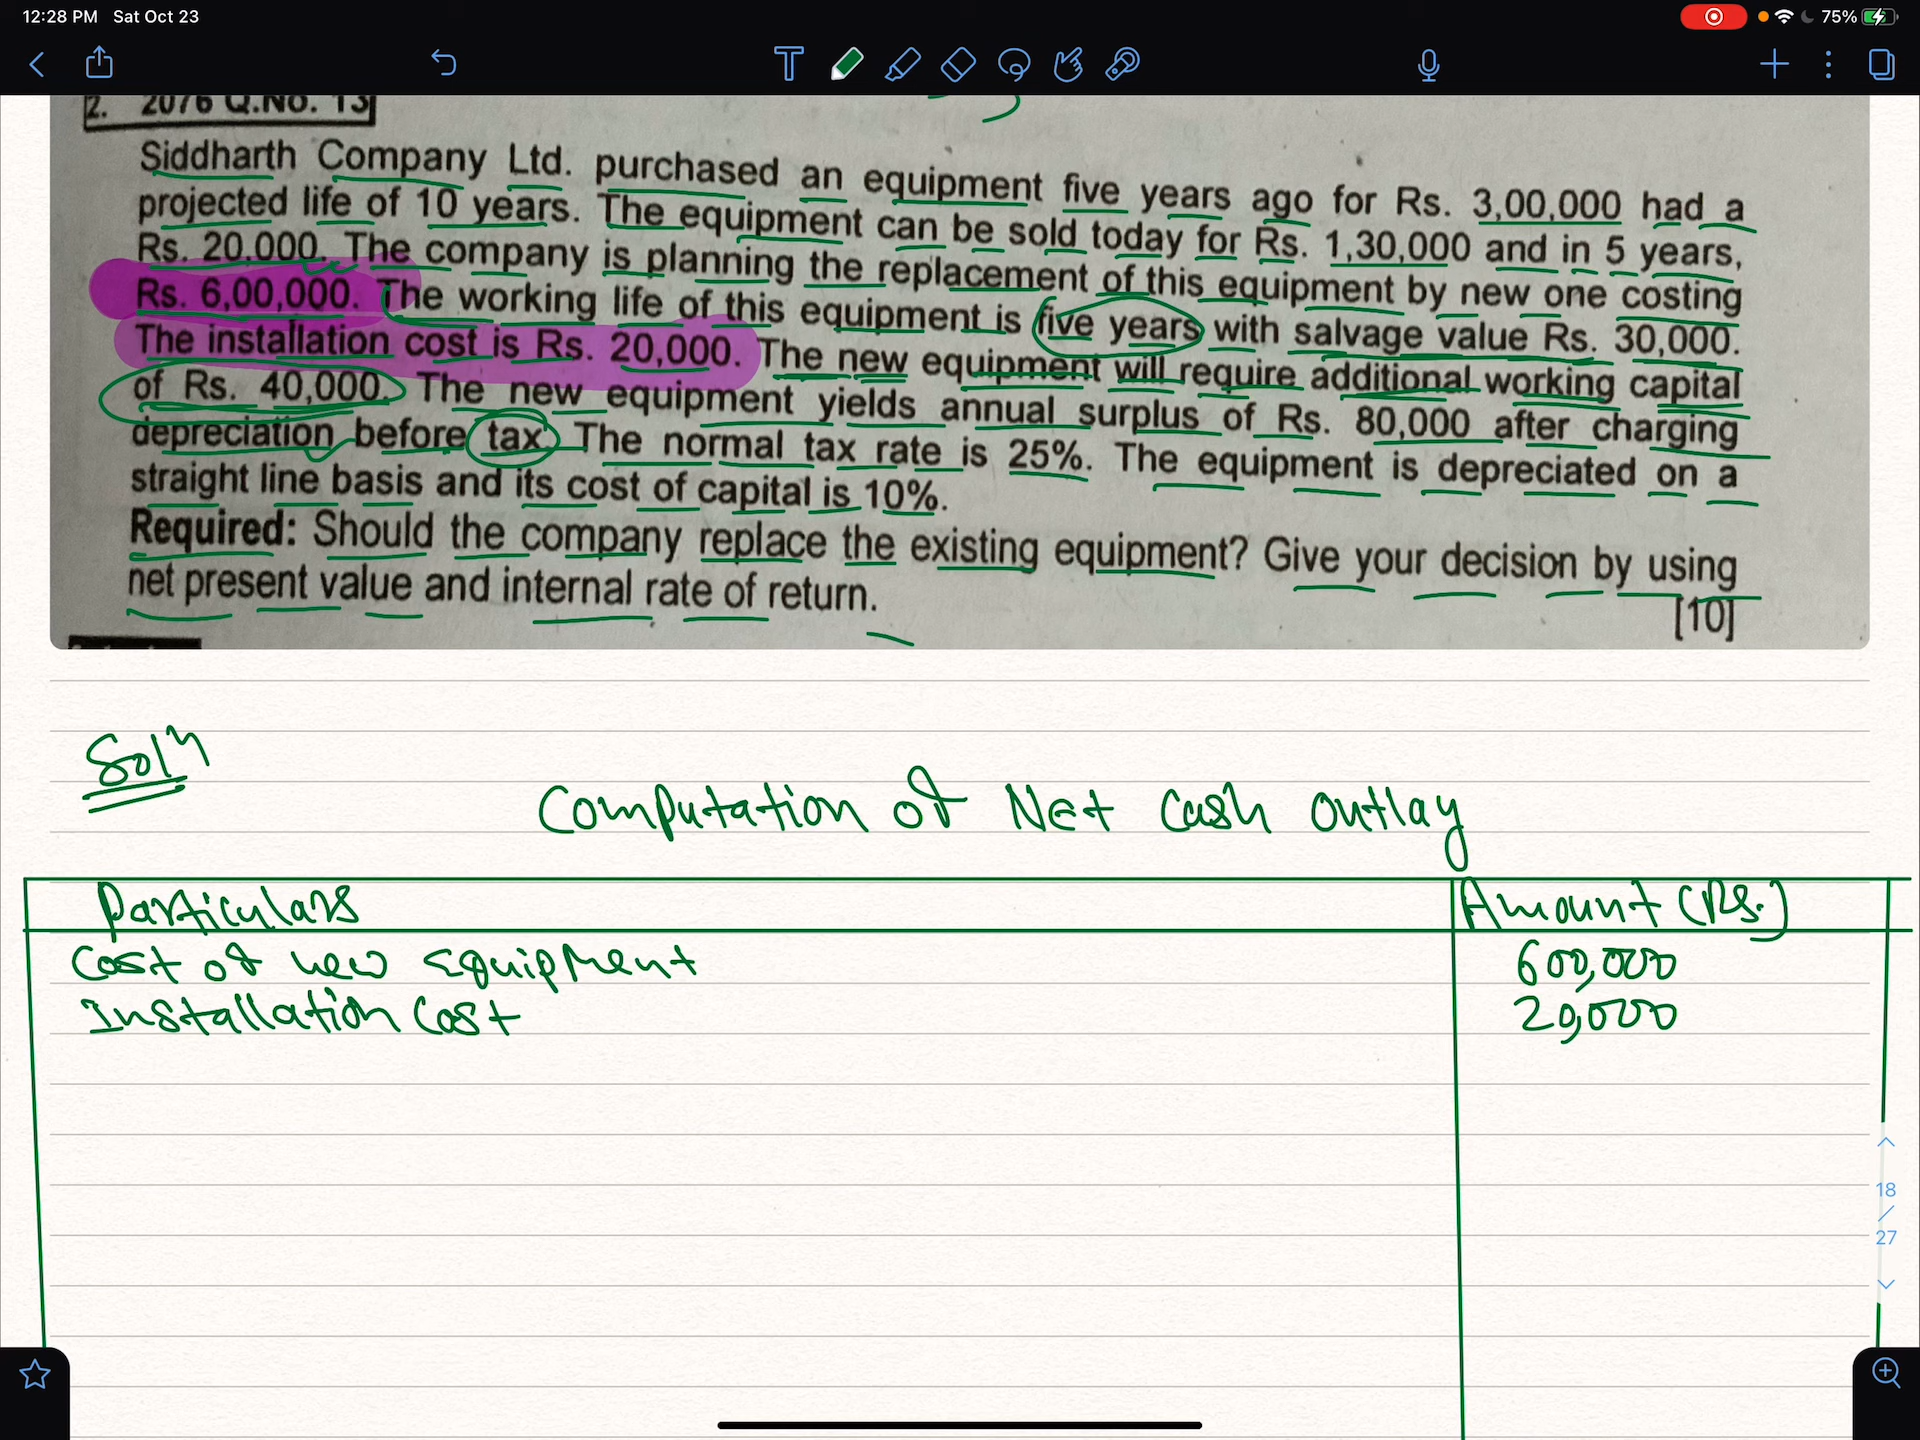 12:28 PM Sat Oct 23
75%
2. 2076 Q.No. 13
Siddharth Company Ltd. purchased an equipment five years ago for Rs. 3,00,000 had a
projected life of 10 years. The equipment can be sold today for Rs. 1,30,000 and in 5 years,
Rs. 20,000. The company is planning the replacement of this equipment by new one costing
Rs. 6,00,000. The working life of this equipment is five years with salvage value Rs. 30,000.
The installation cost is Rs. 20,000. The new equipment will require additional working capital
of Rs. 40,000. The new equipment yields annual surplus of Rs. 80,000 after charging
depreciation before tax. The normal tax rate is 25%. The equipment is depreciated on a
straight line basis and its cost of capital is 10%.
Required: Should the company replace the existing equipment? Give your decision by using
net present value and internal rate of return.
[10]
Solⁿ
Computation of Net Cash Outlay
Particulars Amount (Rs.)
Cost of new Equipment 600,000
Installation Cost 20,000
18
/
27